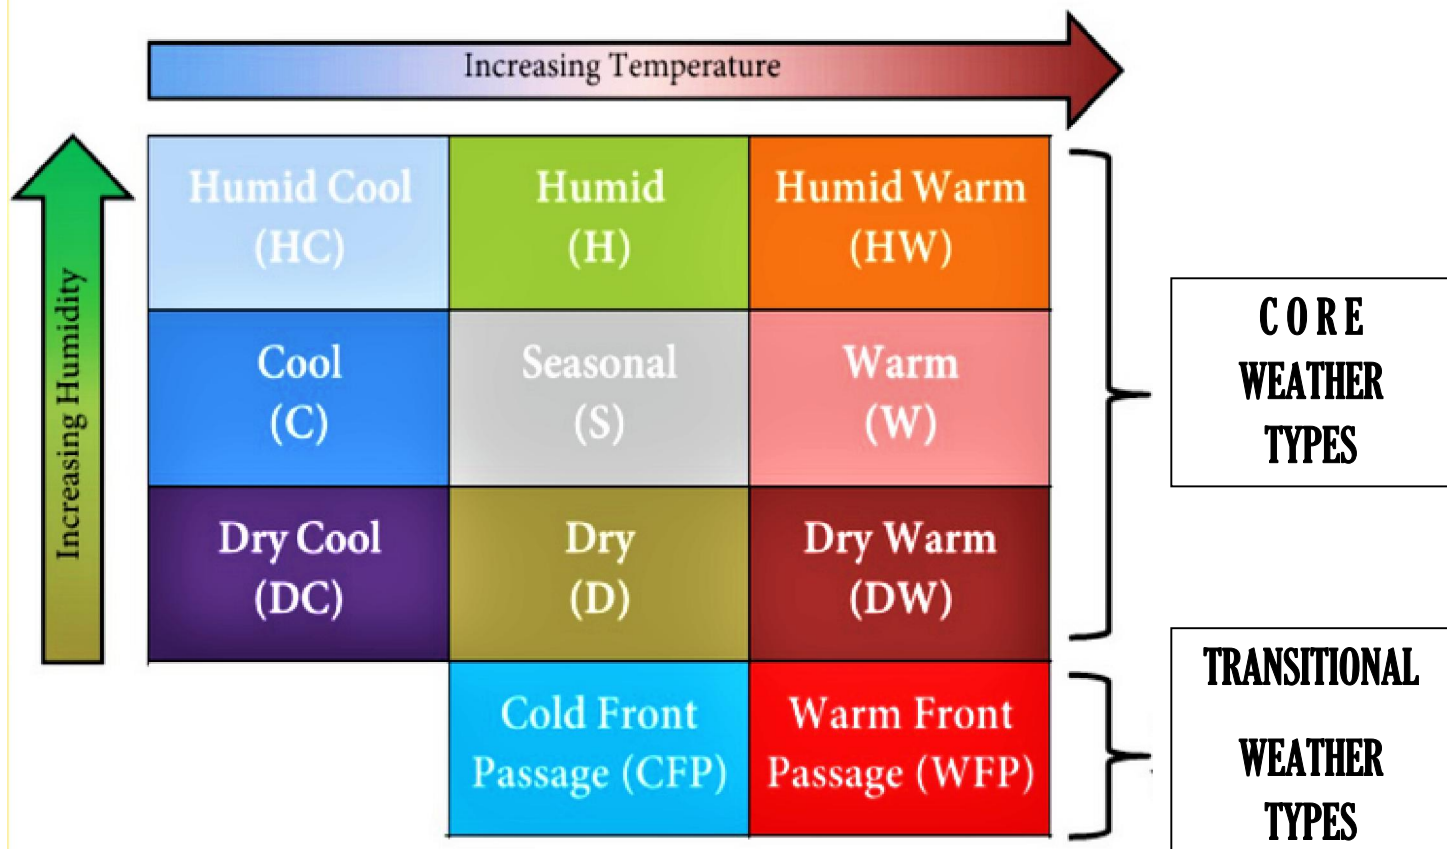 Increasing Temperature
Increasing Humidity
Humid Cool
(HC)
Humid
(H)
Humid Warm
(HW)
Cool
(C)
Seasonal
(S)
Warm
(W)
Dry Cool
(DC)
Dry
(D)
Dry Warm
(DW)
Cold Front
Passage (CFP)
Warm Front
Passage (WFP)
CORE
WEATHER
TYPES
TRANSITIONAL
WEATHER
TYPES